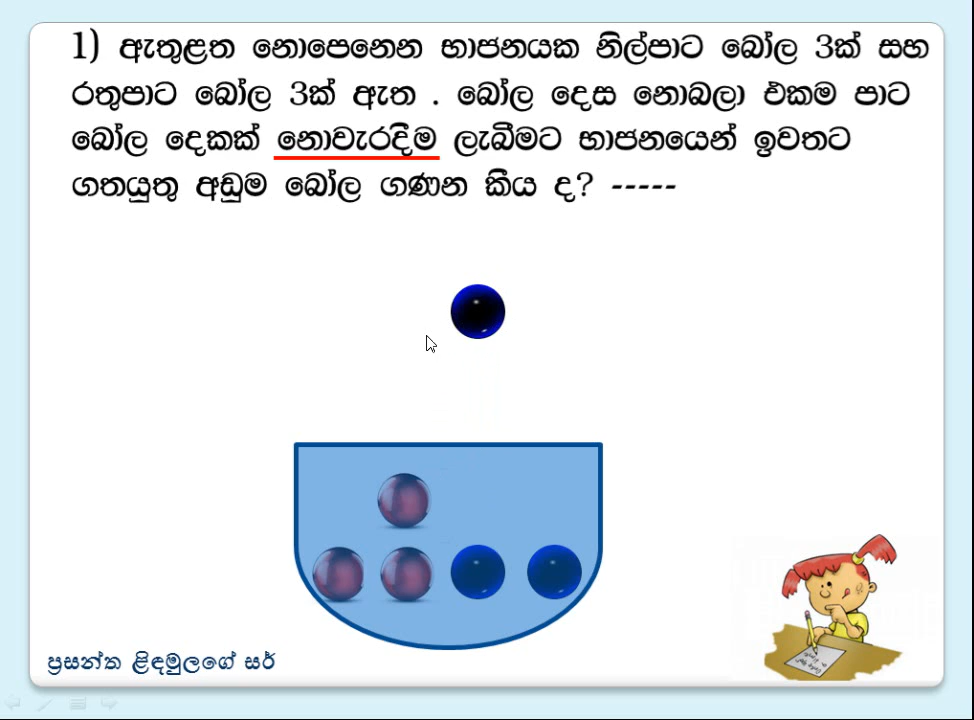 1) ඇතුළත නොපෙනෙන භාජනයක නිල්පාට බෝල 3ක් සහ
රතුපාට බෝල 3ක් ඇත . බෝල දෙස නොබලා එකම පාට
බෝල දෙකක් නොවැරදීම ලැබීමට භාජනයෙන් ඉවතට
ගතයුතු අඩුම බෝල ගණන කීය ද? -----
ප්‍රසන්ත ළිඳමුලගේ සර්